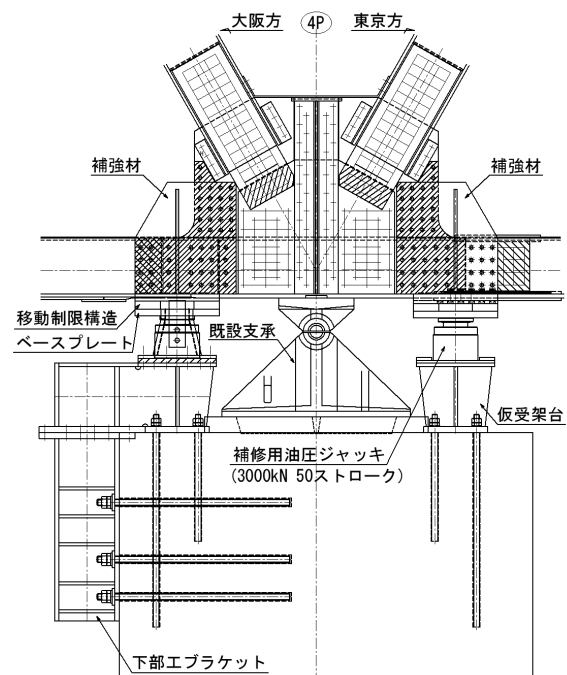 大阪方
4P
東京方
補強材
補強材
移動制限構造
ベースプレート
既設支承
仮受架台
補修用油圧ジャッキ
(3000kN 50ストローク)
下部工ブラケット